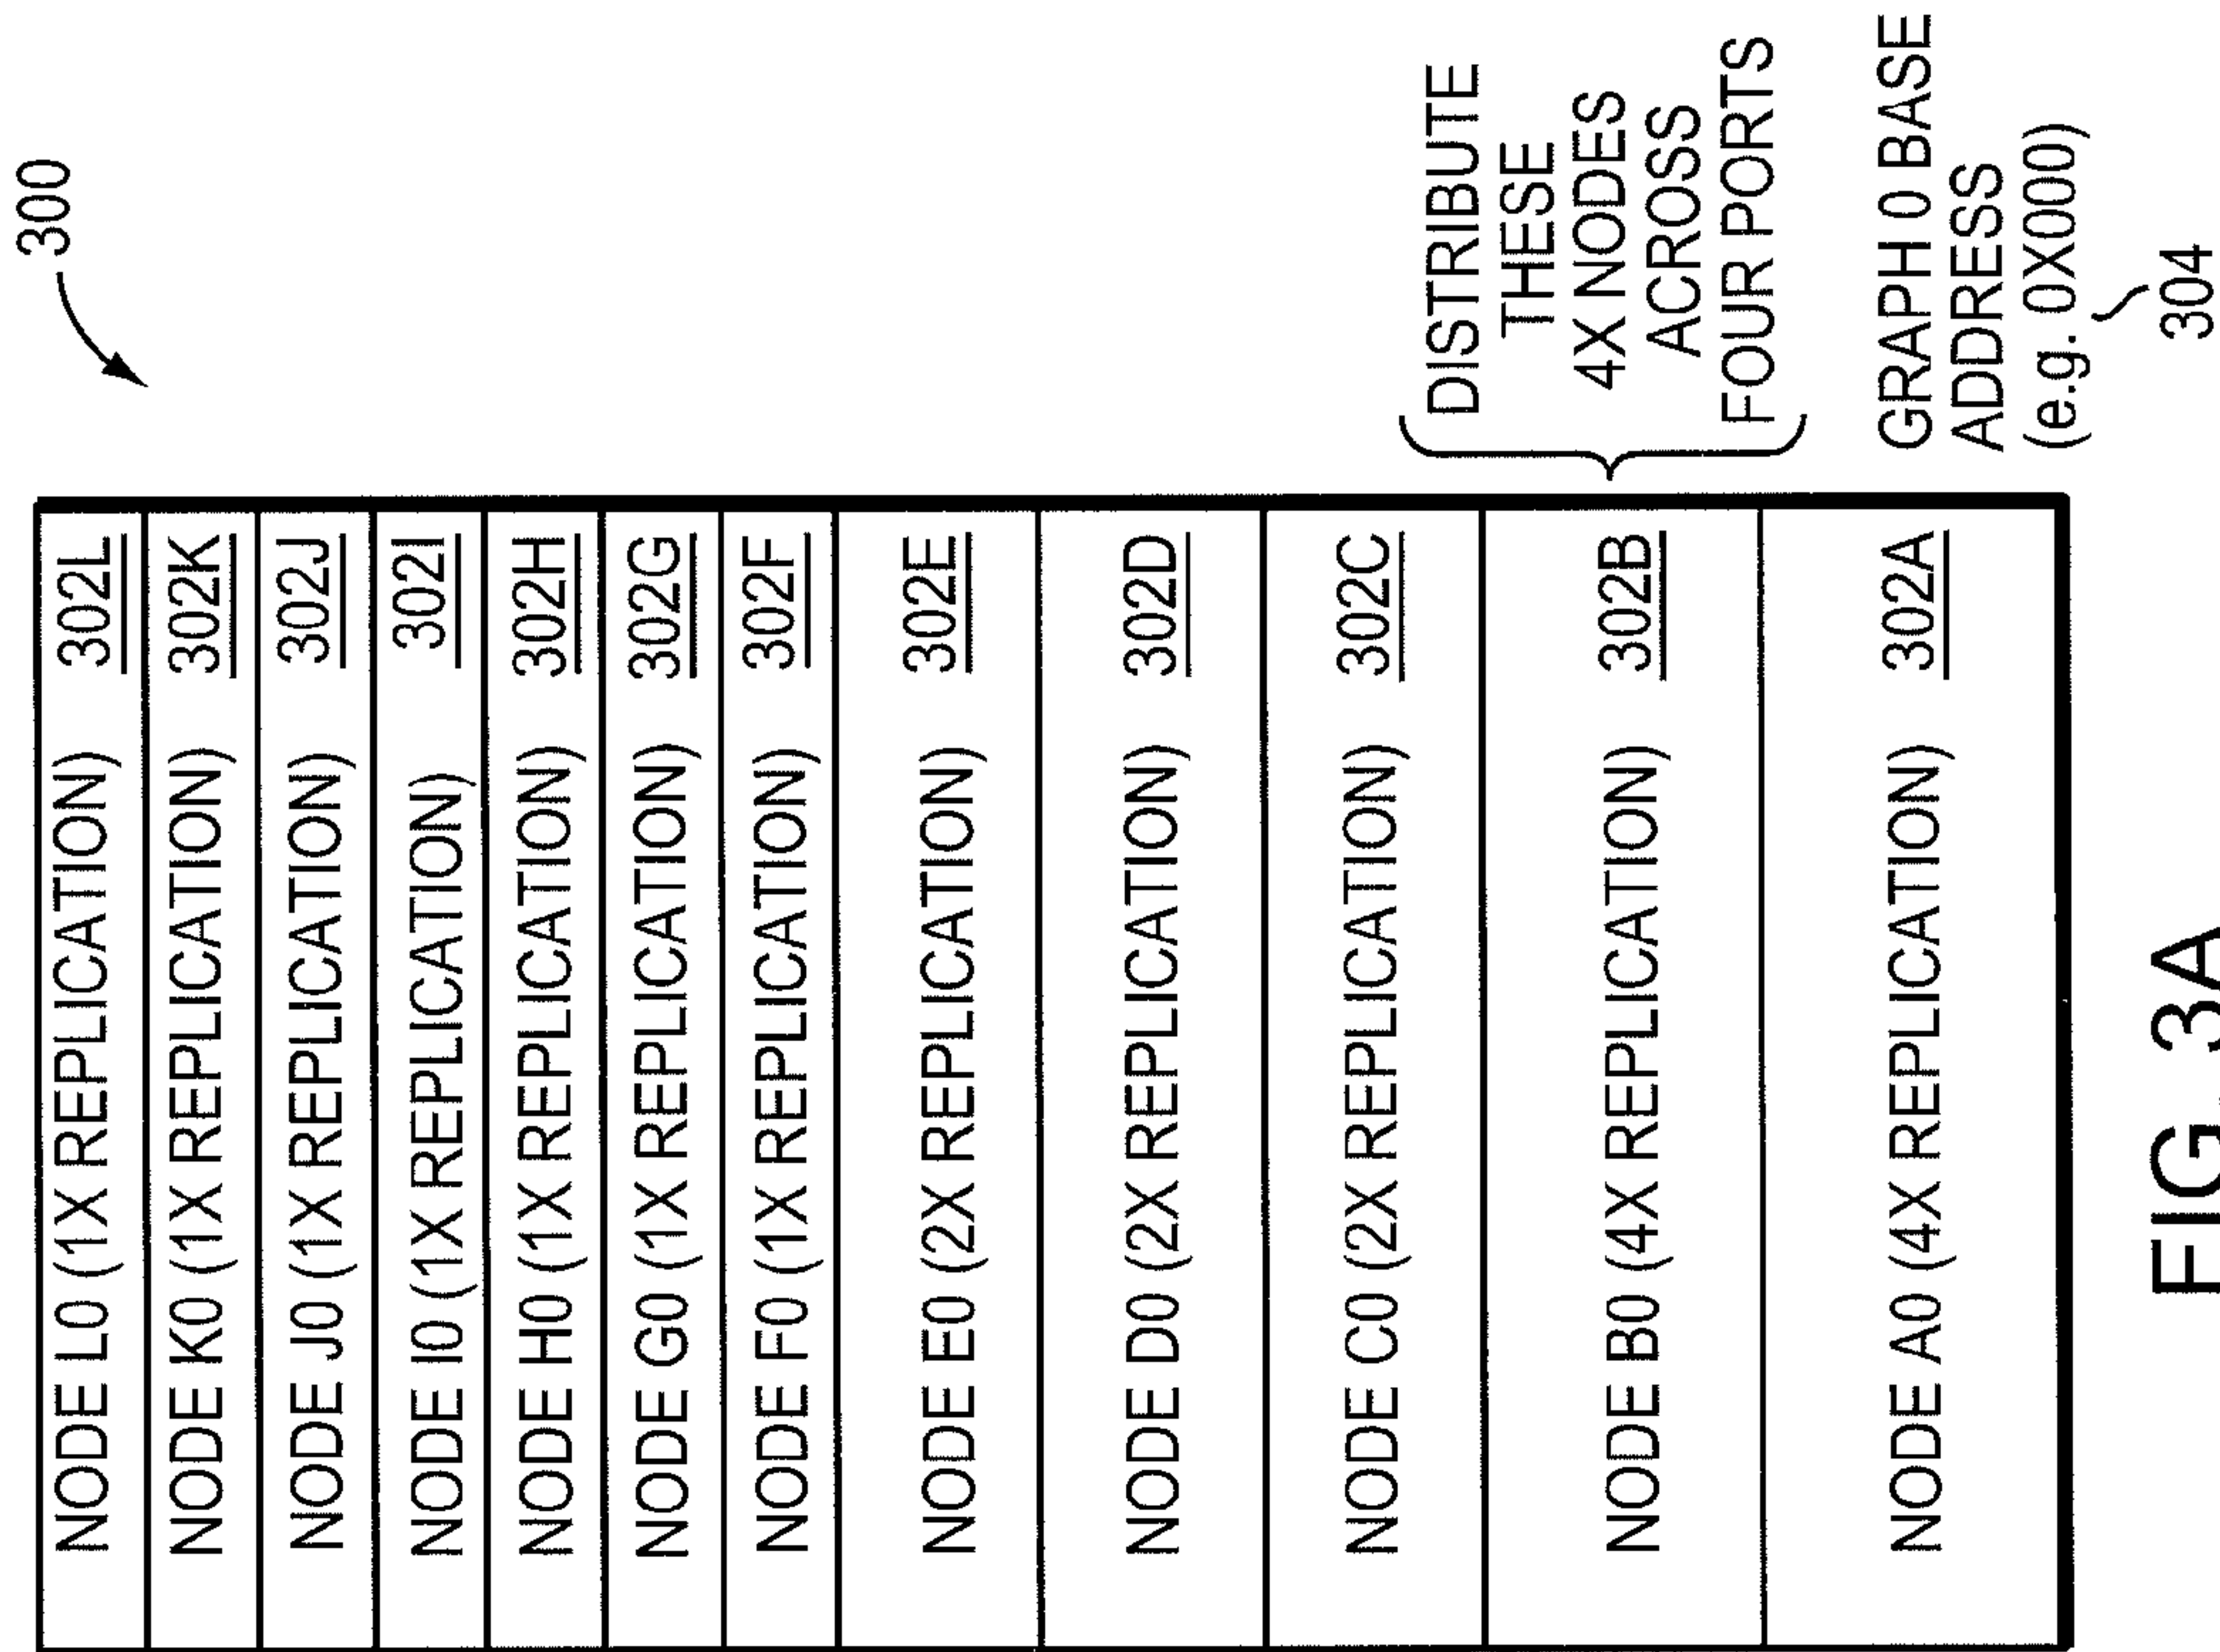 300
NODE L0 (1X REPLICATION) 302L
NODE K0 (1X REPLICATION) 302K
NODE J0 (1X REPLICATION) 302J
NODE I0 (1X REPLICATION) 302I
NODE H0 (1X REPLICATION) 302H
NODE G0 (1X REPLICATION) 302G
NODE F0 (1X REPLICATION) 302F
NODE E0 (2X REPLICATION) 302E
NODE D0 (2X REPLICATION) 302D
NODE C0 (2X REPLICATION) 302C
NODE B0 (4X REPLICATION) 302B
NODE A0 (4X REPLICATION) 302A
DISTRIBUTE
THESE
4X NODES
ACROSS
FOUR PORTS
GRAPH 0 BASE
ADDRESS
(e.g. 0X000)
304
FIG. 3A